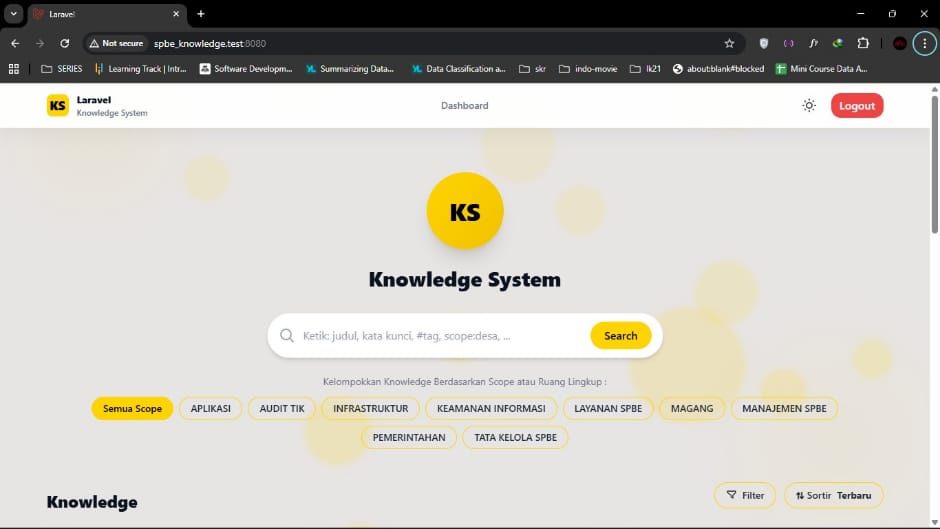 Laravel
Not secure spbe_knowledge.test:8080
SERIES Learning Track | Intr... Software Developm... Summarizing Data... Data Classification a... skr indo-movie lk21 about:blank#blocked Mini Course Data A...
KS Laravel
Knowledge System
Dashboard
Logout
KS
Knowledge System
Ketik: judul, kata kunci, #tag, scope:desa, ... Search
Kelompokkan Knowledge Berdasarkan Scope atau Ruang Lingkup :
Semua Scope APLIKASI AUDIT TIK INFRASTRUKTUR KEAMANAN INFORMASI LAYANAN SPBE MAGANG MANAJEMEN SPBE
PEMERINTAHAN TATA KELOLA SPBE
Knowledge Filter Sortir Terbaru